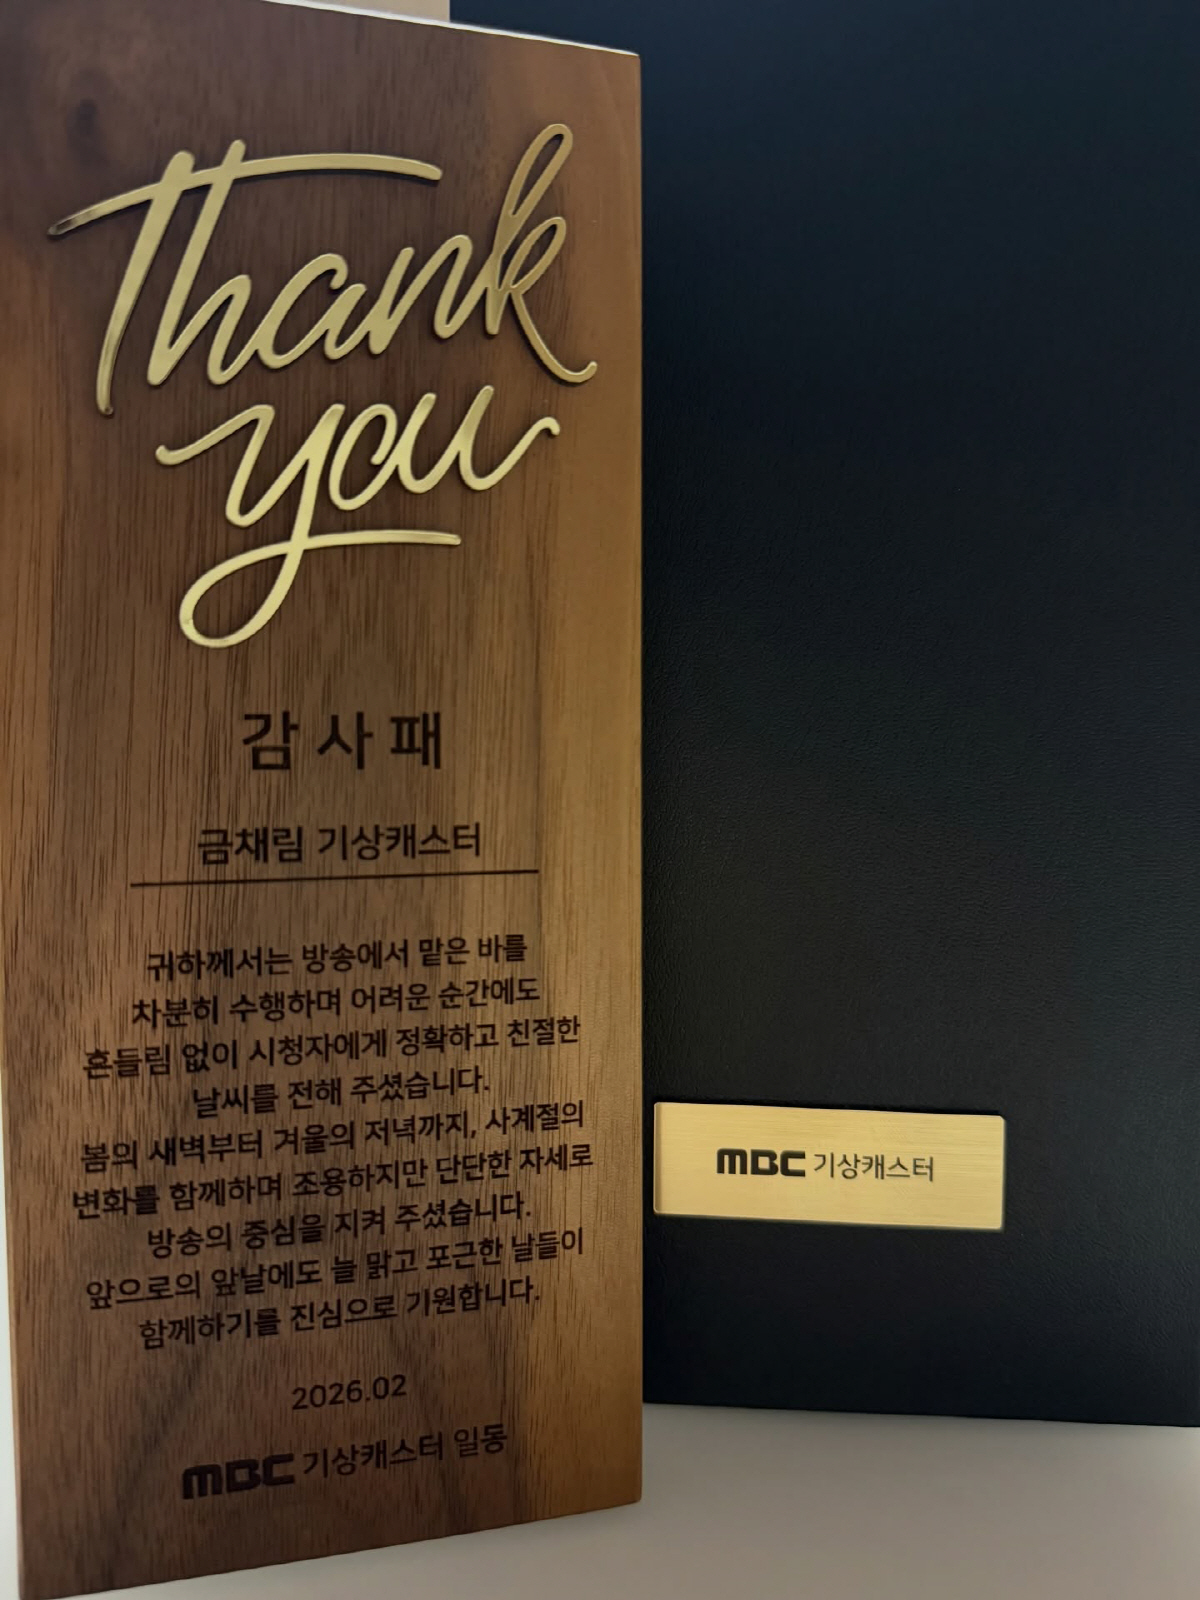 Thank
you
감사패
금채림 기상캐스터
귀하께서는 방송에서 맡은 바를
차분히 수행하며 어려운 순간에도
흔들림 없이 시청자에게 정확하고 친절한
날씨를 전해 주셨습니다.
봄의 새벽부터 겨울의 저녁까지, 사계절의
변화를 함께하며 조용하지만 단단한 자세로
방송의 중심을 지켜 주셨습니다.
앞으로의 앞날에도 늘 맑고 포근한 날들이
함께하기를 진심으로 기원합니다.
2026.02
MBC 기상캐스터 일동
MBC 기상캐스터